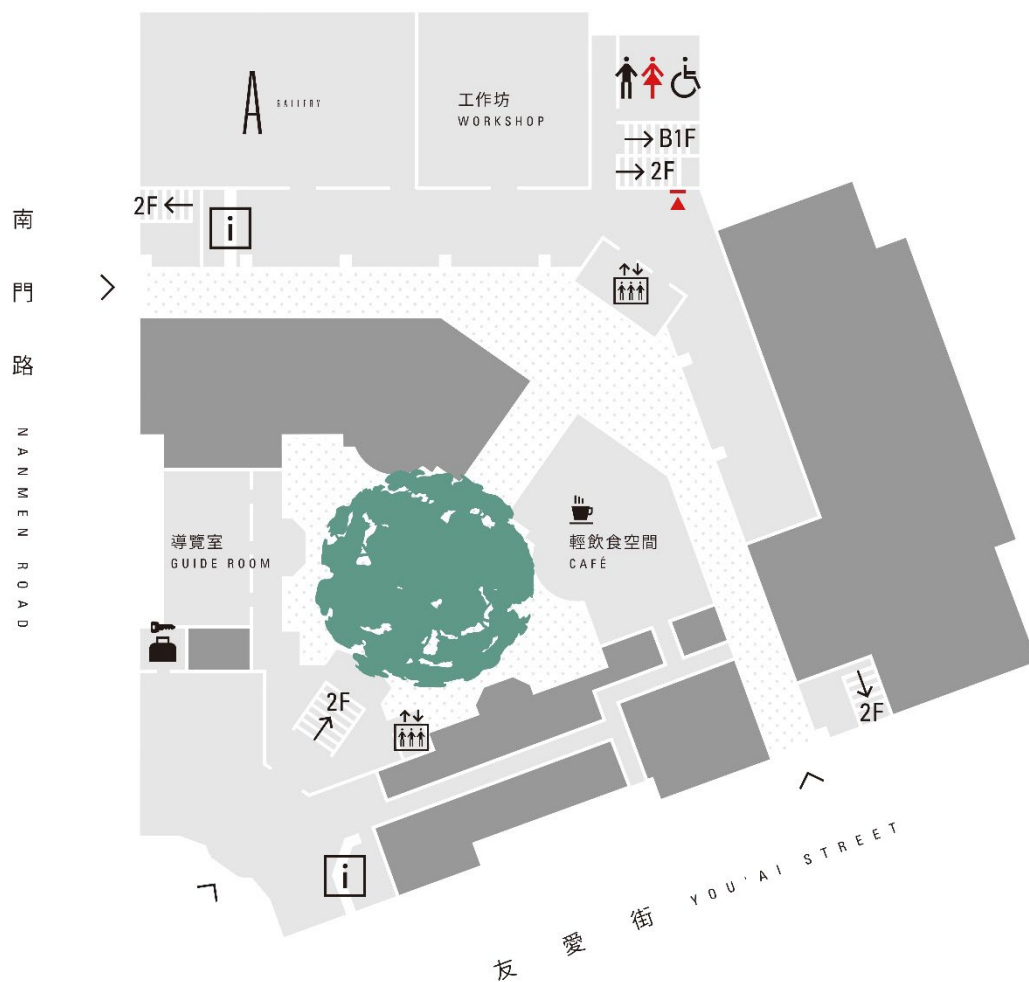 A GALLERY
工作坊
WORKSHOP
→B1F
→2F
2F←
i
南門路 NANMEN ROAD
導覽室
GUIDE ROOM
輕飲食空間
CAFÉ
2F
2F
i
友愛街 YOU'AI STREET